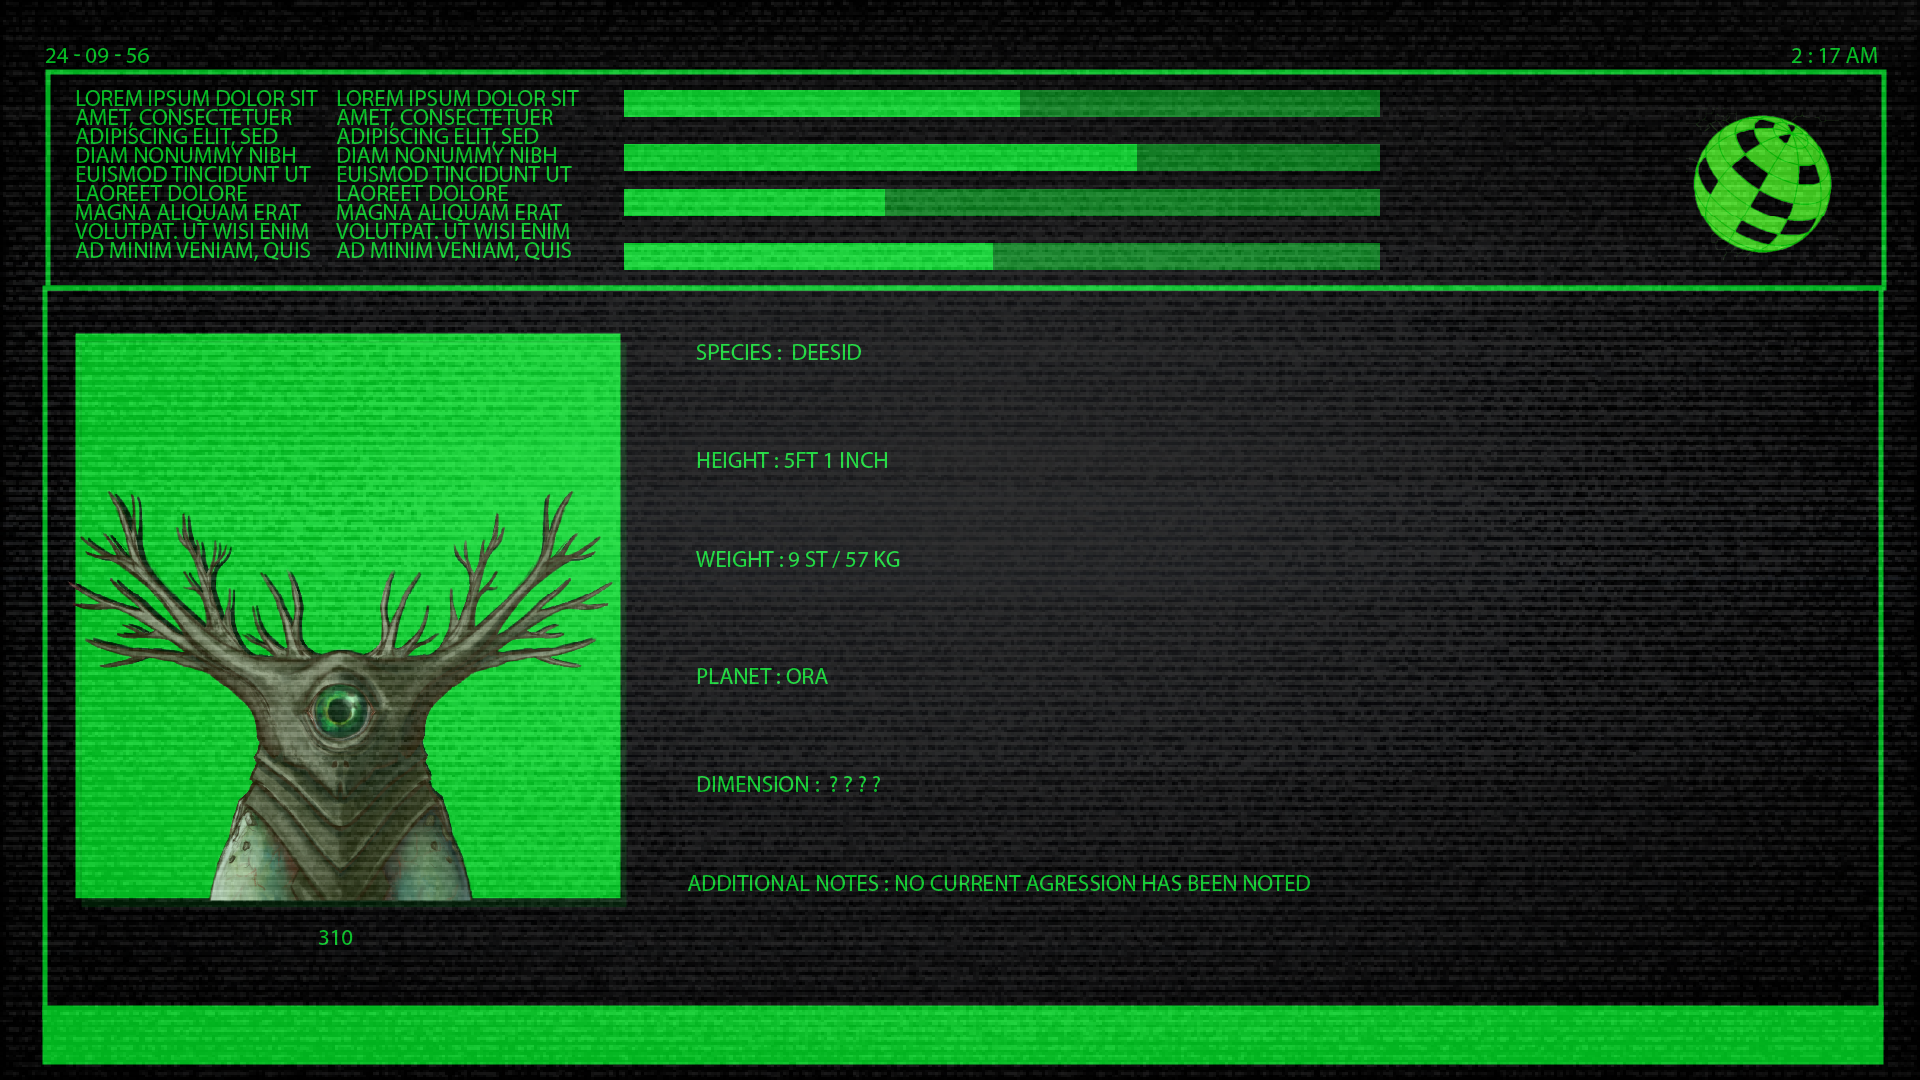 24 - 09 - 56
2 : 17 AM
LOREM IPSUM DOLOR SIT
AMET, CONSECTETUER
ADIPISCING ELIT, SED
DIAM NONUMMY NIBH
EUISMOD TINCIDUNT UT
LAOREET DOLORE
MAGNA ALIQUAM ERAT
VOLUTPAT. UT WISI ENIM
AD MINIM VENIAM, QUIS
LOREM IPSUM DOLOR SIT
AMET, CONSECTETUER
ADIPISCING ELIT, SED
DIAM NONUMMY NIBH
EUISMOD TINCIDUNT UT
LAOREET DOLORE
MAGNA ALIQUAM ERAT
VOLUTPAT. UT WISI ENIM
AD MINIM VENIAM, QUIS
SPECIES : DEESID
HEIGHT : 5FT 1 INCH
WEIGHT : 9 ST / 57 KG
PLANET : ORA
DIMENSION : ? ? ? ?
ADDITIONAL NOTES : NO CURRENT AGRESSION HAS BEEN NOTED
310